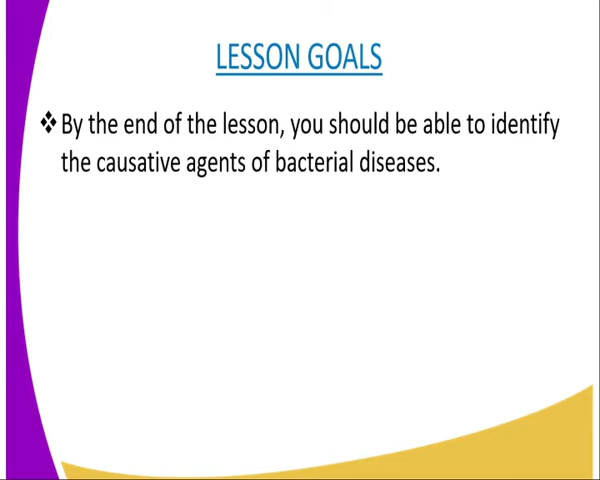 LESSON GOALS
❖By the end of the lesson, you should be able to identify
the causative agents of bacterial diseases.